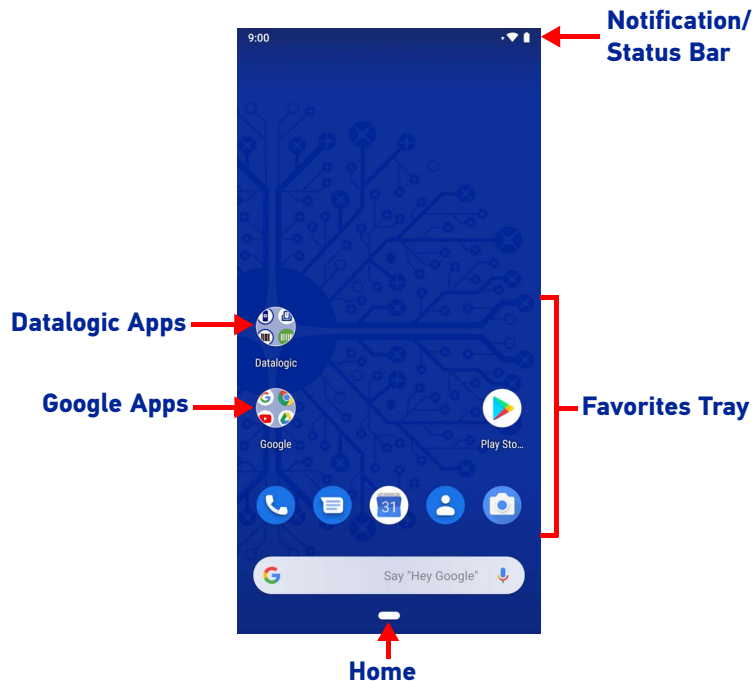 Notification/
Status Bar
9:00
Datalogic Apps
Datalogic
Google Apps
Google
Play Sto...
Favorites Tray
31
G
Say "Hey Google"
Home